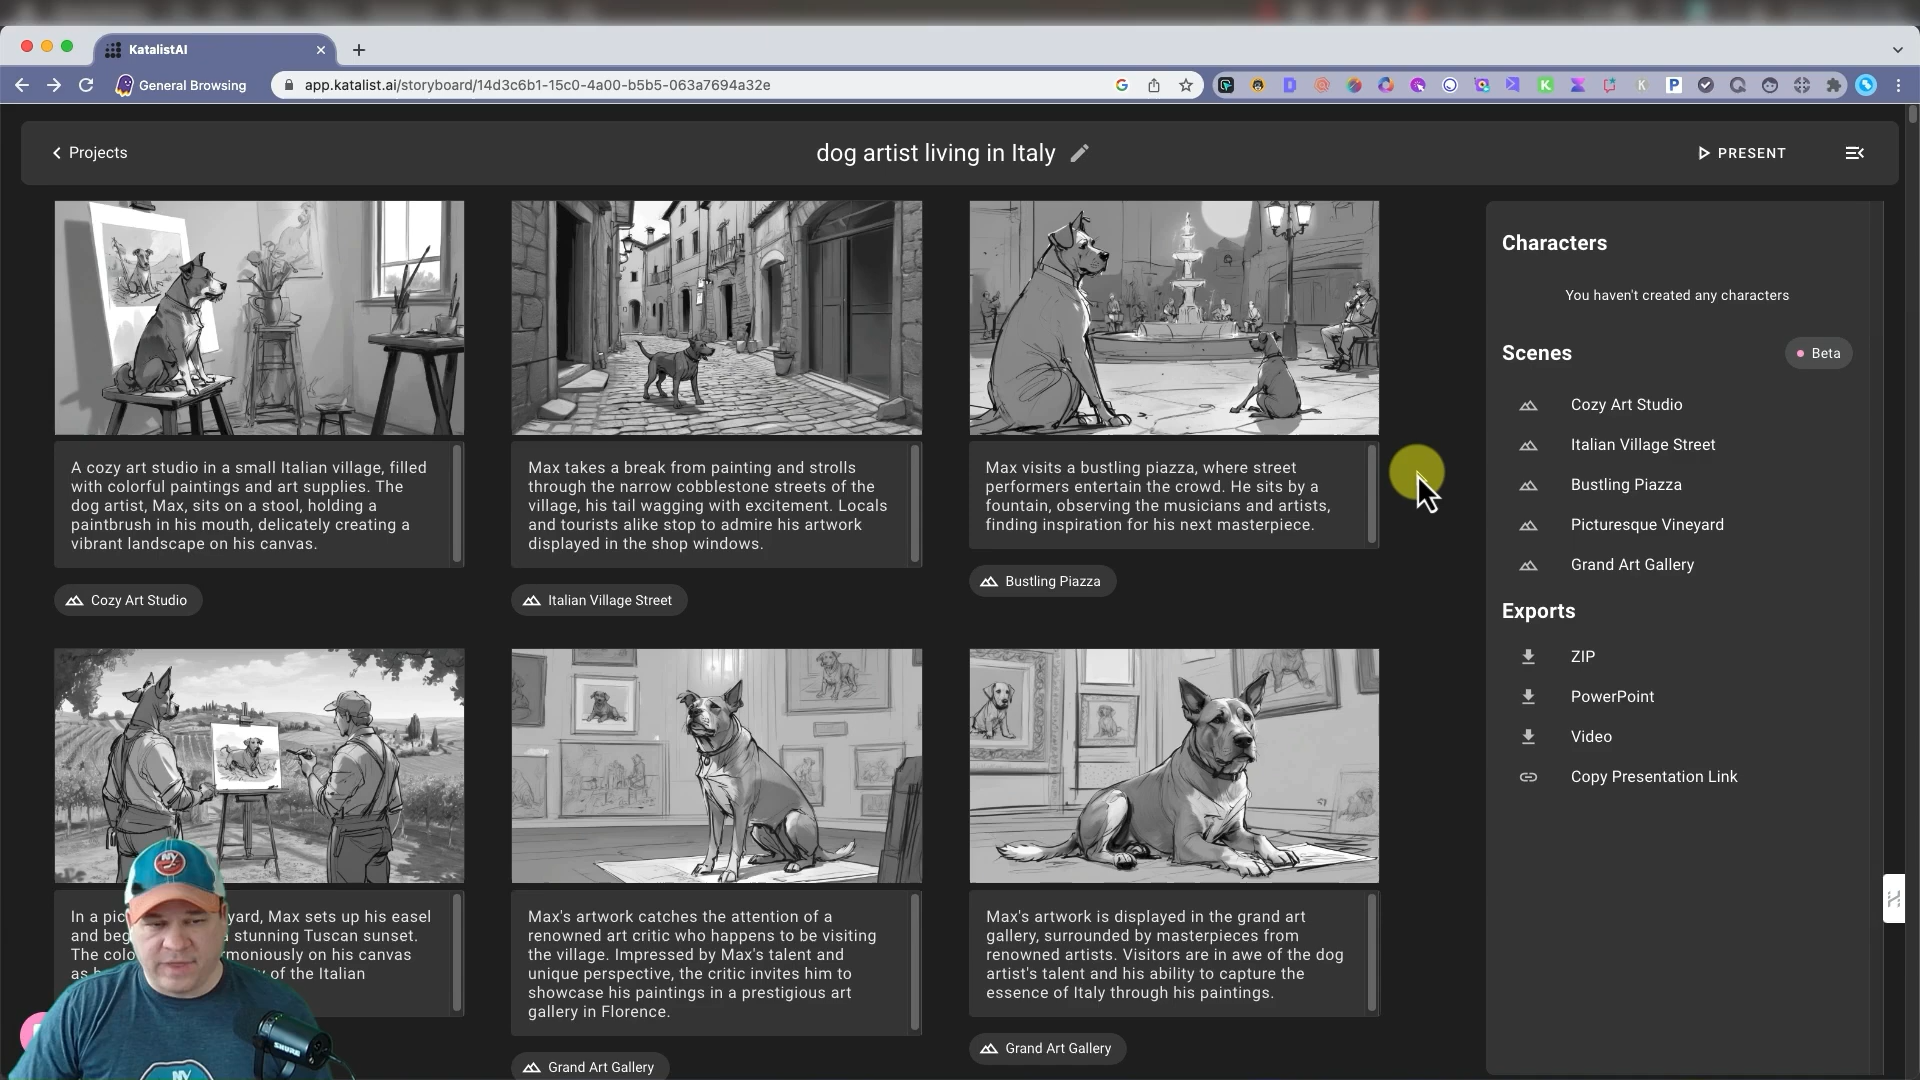 KatalistAI
General Browsing
app.katalist.ai/storyboard/14d3c6b1-15c0-4a00-b5b5-063a7694a32e
Projects
dog artist living in Italy
PRESENT
A cozy art studio in a small Italian village, filled
with colorful paintings and art supplies. The
dog artist, Max, sits on a stool, holding a
paintbrush in his mouth, delicately creating a
vibrant landscape on his canvas.
Cozy Art Studio
Max takes a break from painting and strolls
through the narrow cobblestone streets of the
village, his tail wagging with excitement. Locals
and tourists alike stop to admire his artwork
displayed in the shop windows.
Italian Village Street
Max visits a bustling piazza, where street
performers entertain the crowd. He sits by a
fountain, observing the musicians and artists,
finding inspiration for his next masterpiece.
Bustling Piazza
In a pic yard, Max sets up his easel
and beg a stunning Tuscan sunset.
The colo rmoniously on his canvas
as h y of the Italian
Max's artwork catches the attention of a
renowned art critic who happens to be visiting
the village. Impressed by Max's talent and
unique perspective, the critic invites him to
showcase his paintings in a prestigious art
gallery in Florence.
Grand Art Gallery
Max's artwork is displayed in the grand art
gallery, surrounded by masterpieces from
renowned artists. Visitors are in awe of the dog
artist's talent and his ability to capture the
essence of Italy through his paintings.
Grand Art Gallery
Characters
You haven't created any characters
Scenes
Beta
Cozy Art Studio
Italian Village Street
Bustling Piazza
Picturesque Vineyard
Grand Art Gallery
Exports
ZIP
PowerPoint
Video
Copy Presentation Link
NY
SHURE
NY